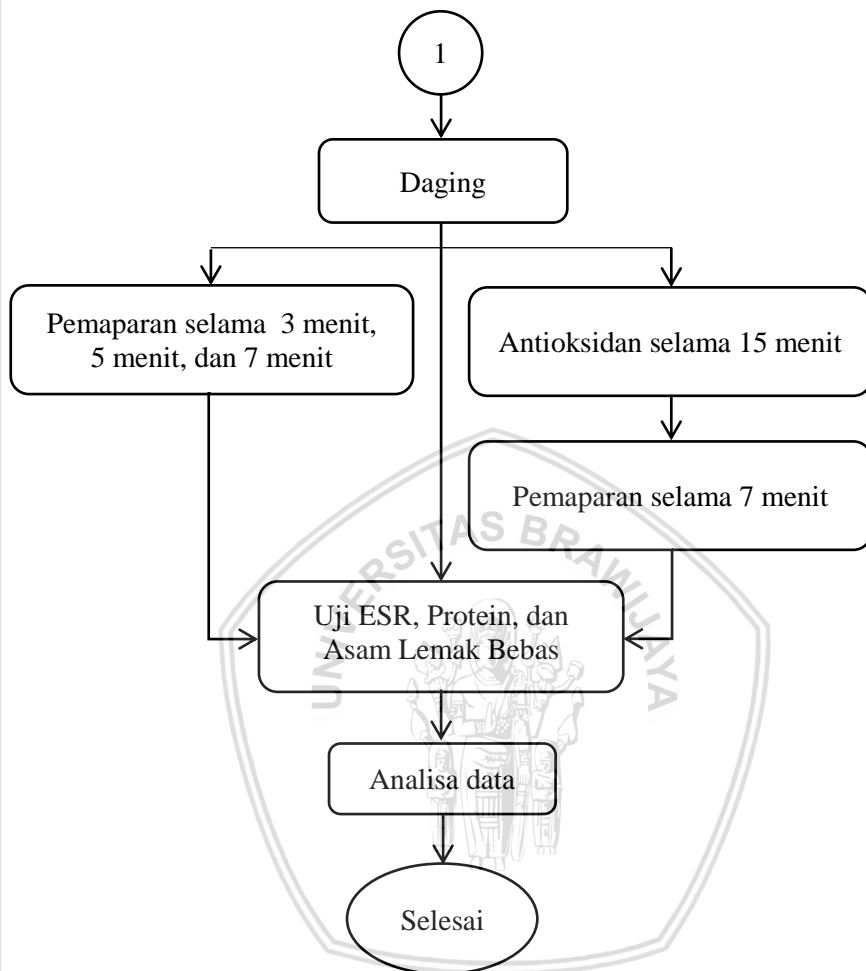 1
Daging
Pemaparan selama 3 menit,
5 menit, dan 7 menit
Antioksidan selama 15 menit
Pemaparan selama 7 menit
UNIVERSITAS BRAWIJAYA
Uji ESR, Protein, dan
Asam Lemak Bebas
Analisa data
Selesai